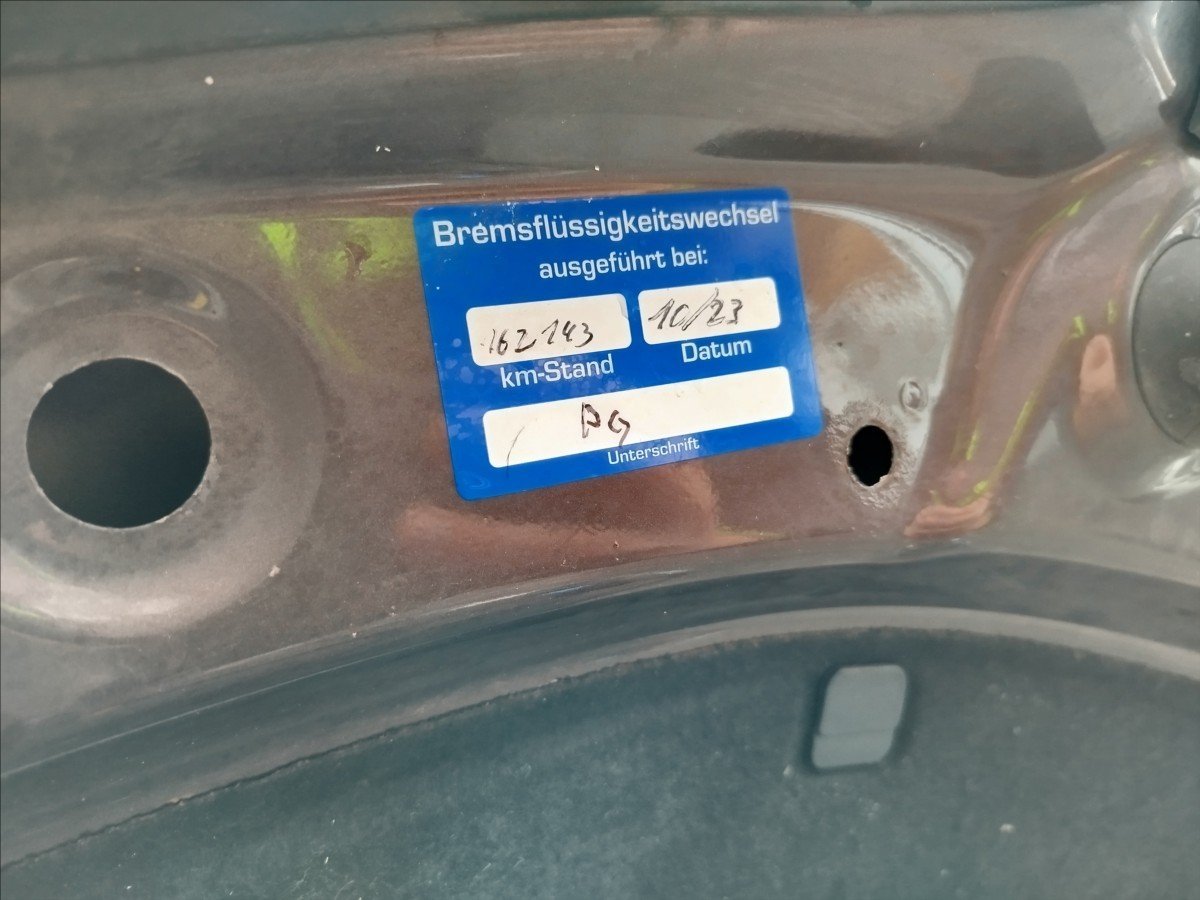 Bremsflüssigkeitswechsel
ausgeführt bei:
162143 10/23
km-Stand Datum
Unterschrift